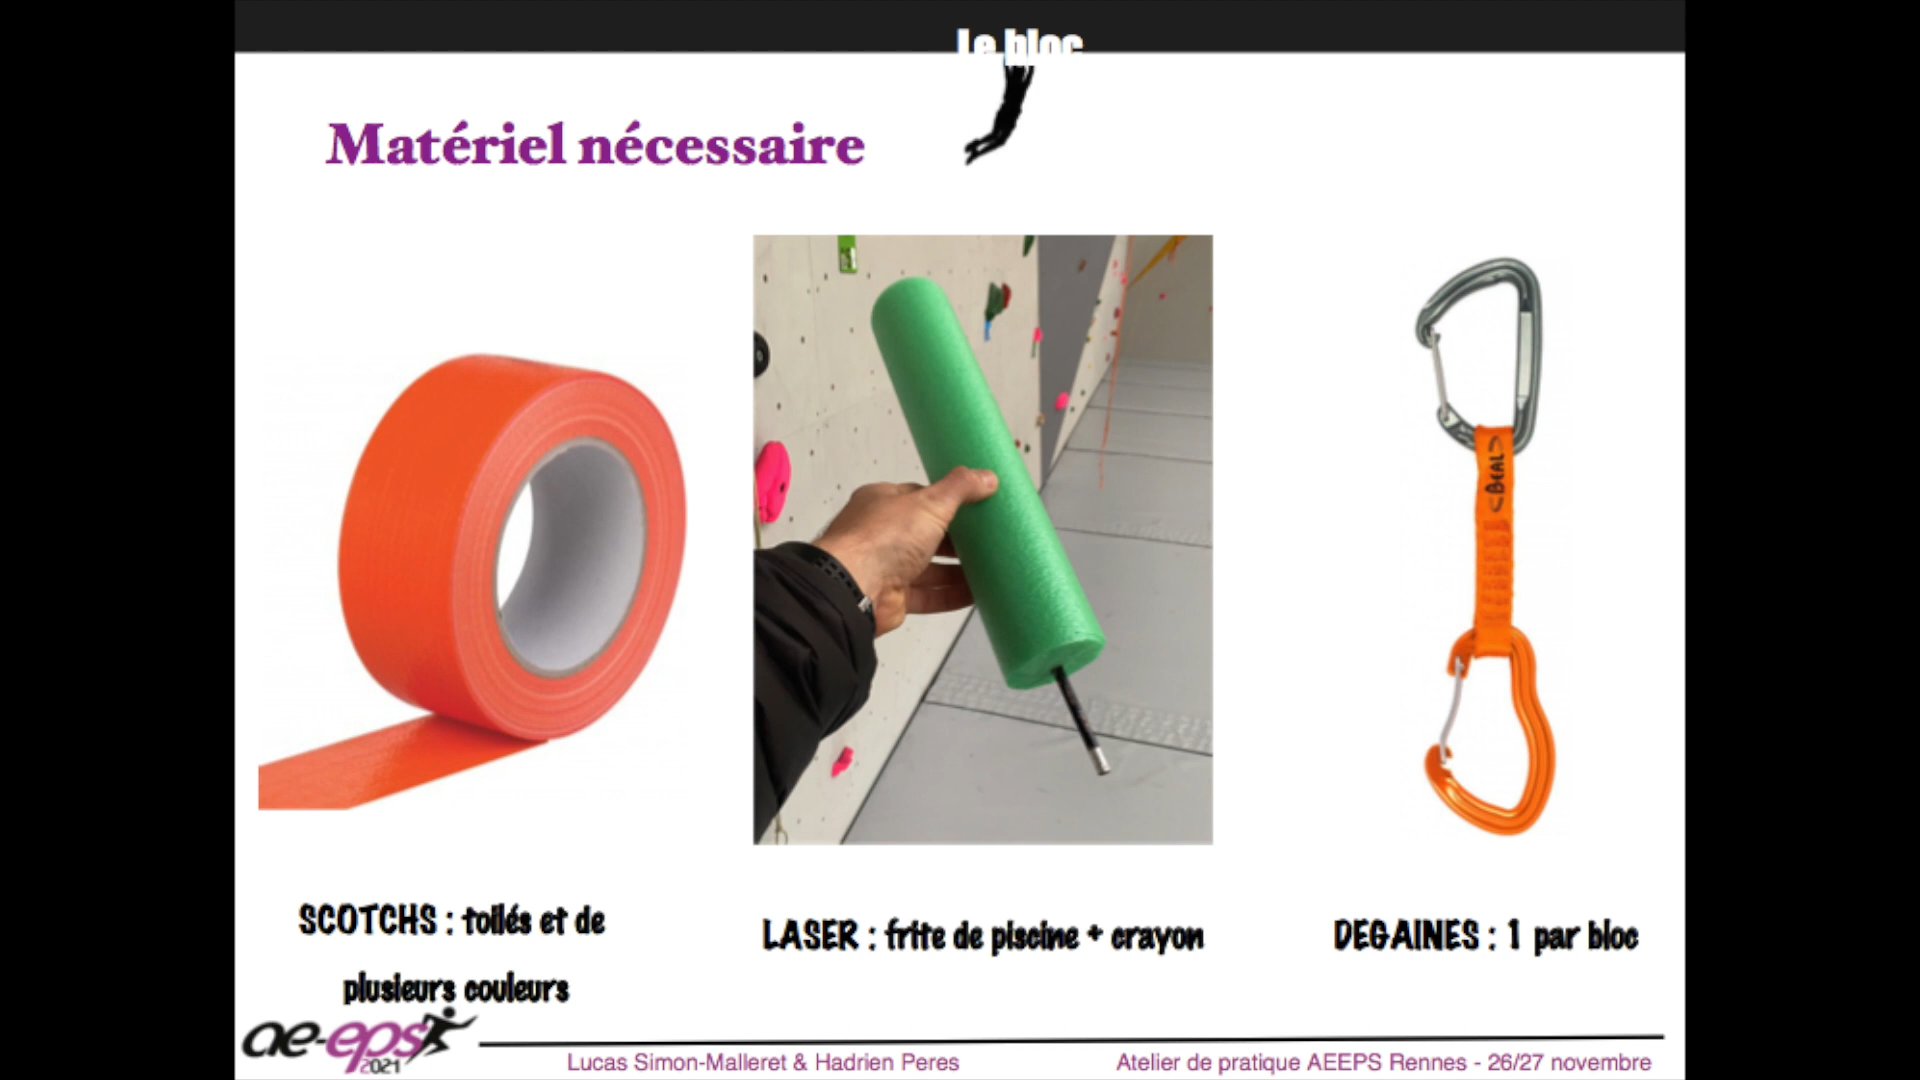 Le bloc
Matériel nécessaire
<BEAL>
SCOTCHS : toilés et de
plusieurs couleurs
LASER : frite de piscine + crayon
DEGAINES : 1 par bloc
ae-eps
2021
Lucas Simon-Malleret & Hadrien Peres
Atelier de pratique AEEPS Rennes - 26/27 novembre